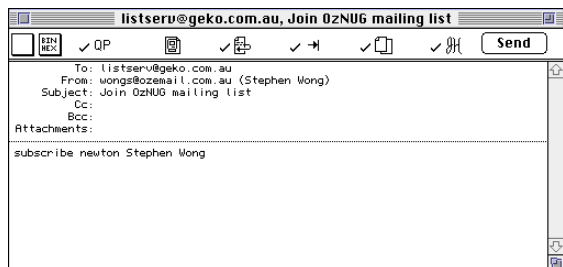 listserv@geko.com.au, Join OzNUG mailing list
BIN HEX QP Send
To: listserv@geko.com.au
From: wongs@ozemail.com.au (Stephen Wong)
Subject: Join OzNUG mailing list
Cc:
Bcc:
Attachments:
subscribe newton Stephen Wong